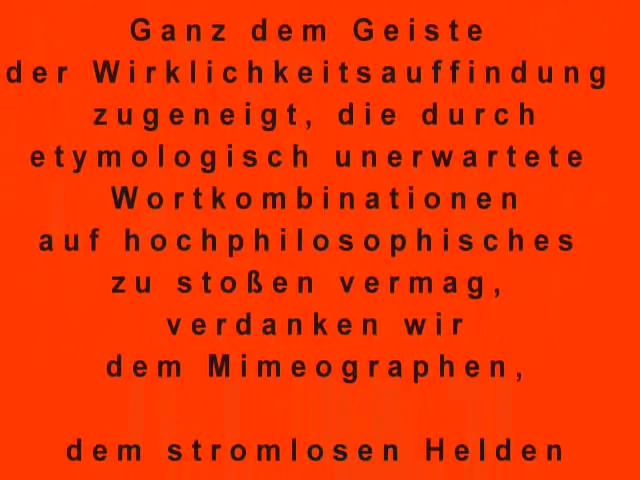 Ganz dem Geiste
der Wirklichkeitsauffindung
zugeneigt, die durch
etymologisch unerwartete
Wortkombinationen
auf hochphilosophisches
zu stoßen vermag,
verdanken wir
dem Mimeographen,
dem stromlosen Helden